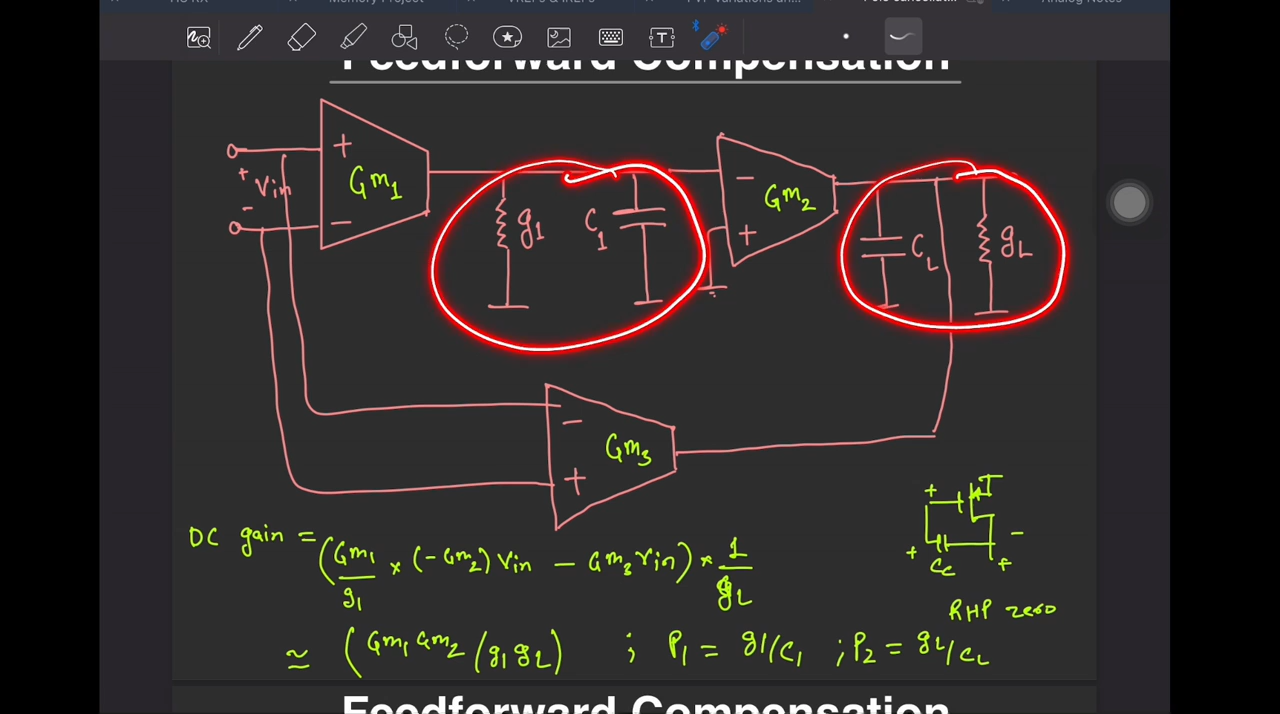 Feedforward Compensation
+ Gm1 -
+ Vin -
g1 C1
- Gm2 +
CL gL
- Gm3 +
DC gain = (Gm1/g1 × (-Gm2) Vin - Gm3 Vin) * 1/gL
≃ (Gm1 Gm2 /(g1 gL) ; P1 = g1/C1 ; P2 = gL/CL
+ -
+ Cc +
RHP zero
Feedforward Compensation